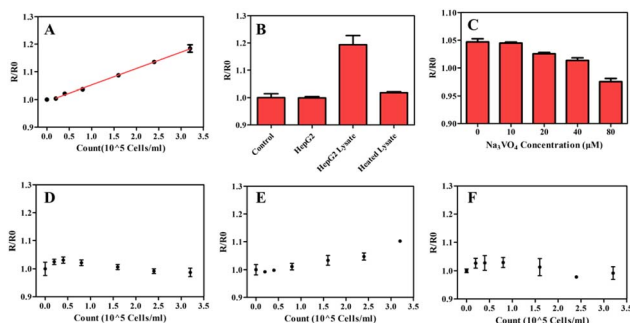 A
R/R0
1.3
1.2
1.1
1.0
0.9
0.0 0.5 1.0 1.5 2.0 2.5 3.0 3.5
Count(10^5 Cells/ml)
B
R/R0
1.3
1.2
1.1
1.0
0.9
Control
HepG2
HepG2 Lysate
Heated Lysate
C
R/R0
1.10
1.05
1.00
0.95
0.90
0 10 20 40 80
Na₃VO₄ Concentration (μM)
D
R/R0
1.3
1.2
1.1
1.0
0.9
0.0 0.5 1.0 1.5 2.0 2.5 3.0 3.5
Count (10^5 Cells/ml)
E
R/R0
1.3
1.2
1.1
1.0
0.9
0.0 0.5 1.0 1.5 2.0 2.5 3.0 3.5
Count (10^5 Cells/ml)
F
R/R0
1.3
1.2
1.1
1.0
0.9
0.0 0.5 1.0 1.5 2.0 2.5 3.0 3.5
Count (10^5 Cells/ml)